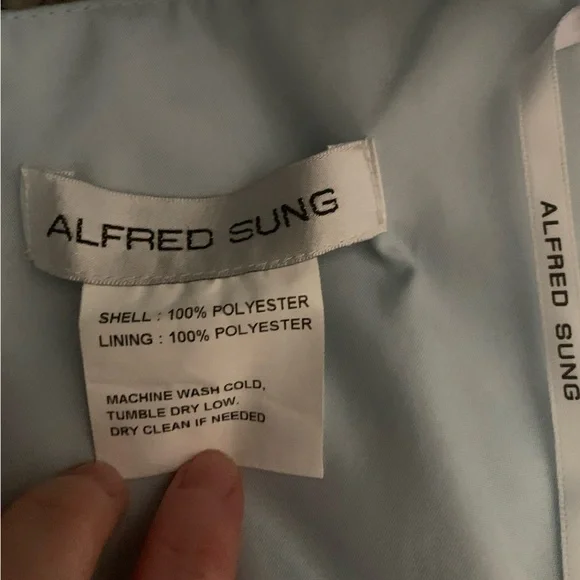 ALFRED SUNG
SHELL : 100% POLYESTER
LINING : 100% POLYESTER
MACHINE WASH COLD,
TUMBLE DRY LOW.
DRY CLEAN IF NEEDED
ALFRED SUNG